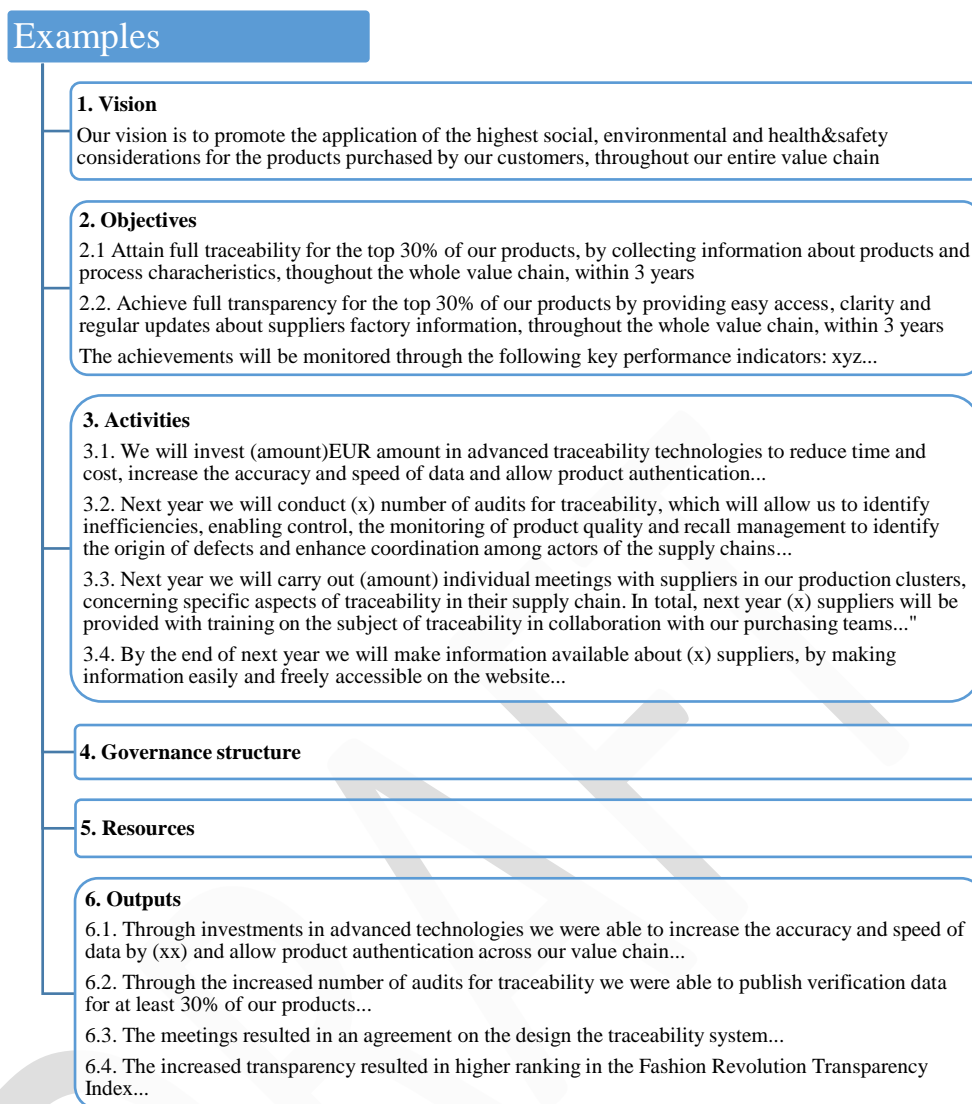 Examples
1. Vision
Our vision is to promote the application of the highest social, environmental and health&safety
considerations for the products purchased by our customers, throughout our entire value chain
2. Objectives
2.1 Attain full traceability for the top 30% of our products, by collecting information about products and
process characheristics, thoughout the whole value chain, within 3 years
2.2. Achieve full transparency for the top 30% of our products by providing easy access, clarity and
regular updates about suppliers factory information, throughout the whole value chain, within 3 years
The achievements will be monitored through the following key performance indicators: xyz...
3. Activities
3.1. We will invest (amount)EUR amount in advanced traceability technologies to reduce time and
cost, increase the accuracy and speed of data and allow product authentication...
3.2. Next year we will conduct (x) number of audits for traceability, which will allow us to identify
inefficiencies, enabling control, the monitoring of product quality and recall management to identify
the origin of defects and enhance coordination among actors of the supply chains...
3.3. Next year we will carry out (amount) individual meetings with suppliers in our production clusters,
concerning specific aspects of traceability in their supply chain. In total, next year (x) suppliers will be
provided with training on the subject of traceability in collaboration with our purchasing teams..."
3.4. By the end of next year we will make information available about (x) suppliers, by making
information easily and freely accessible on the website...
4. Governance structure
5. Resources
6. Outputs
6.1. Through investments in advanced technologies we were able to increase the accuracy and speed of
data by (xx) and allow product authentication across our value chain...
6.2. Through the increased number of audits for traceability we were able to publish verification data
for at least 30% of our products...
6.3. The meetings resulted in an agreement on the design the traceability system...
6.4. The increased transparency resulted in higher ranking in the Fashion Revolution Transparency
Index...